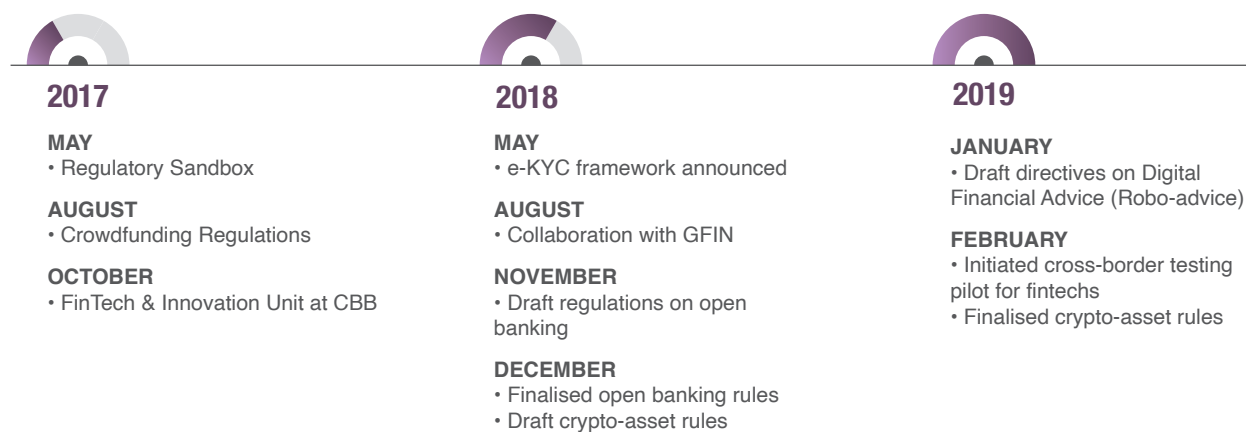 2017
MAY
• Regulatory Sandbox
AUGUST
• Crowdfunding Regulations
OCTOBER
• FinTech & Innovation Unit at CBB
2018
MAY
• e-KYC framework announced
AUGUST
• Collaboration with GFIN
NOVEMBER
• Draft regulations on open
banking
DECEMBER
• Finalised open banking rules
• Draft crypto-asset rules
2019
JANUARY
• Draft directives on Digital
Financial Advice (Robo-advice)
FEBRUARY
• Initiated cross-border testing
pilot for fintechs
• Finalised crypto-asset rules